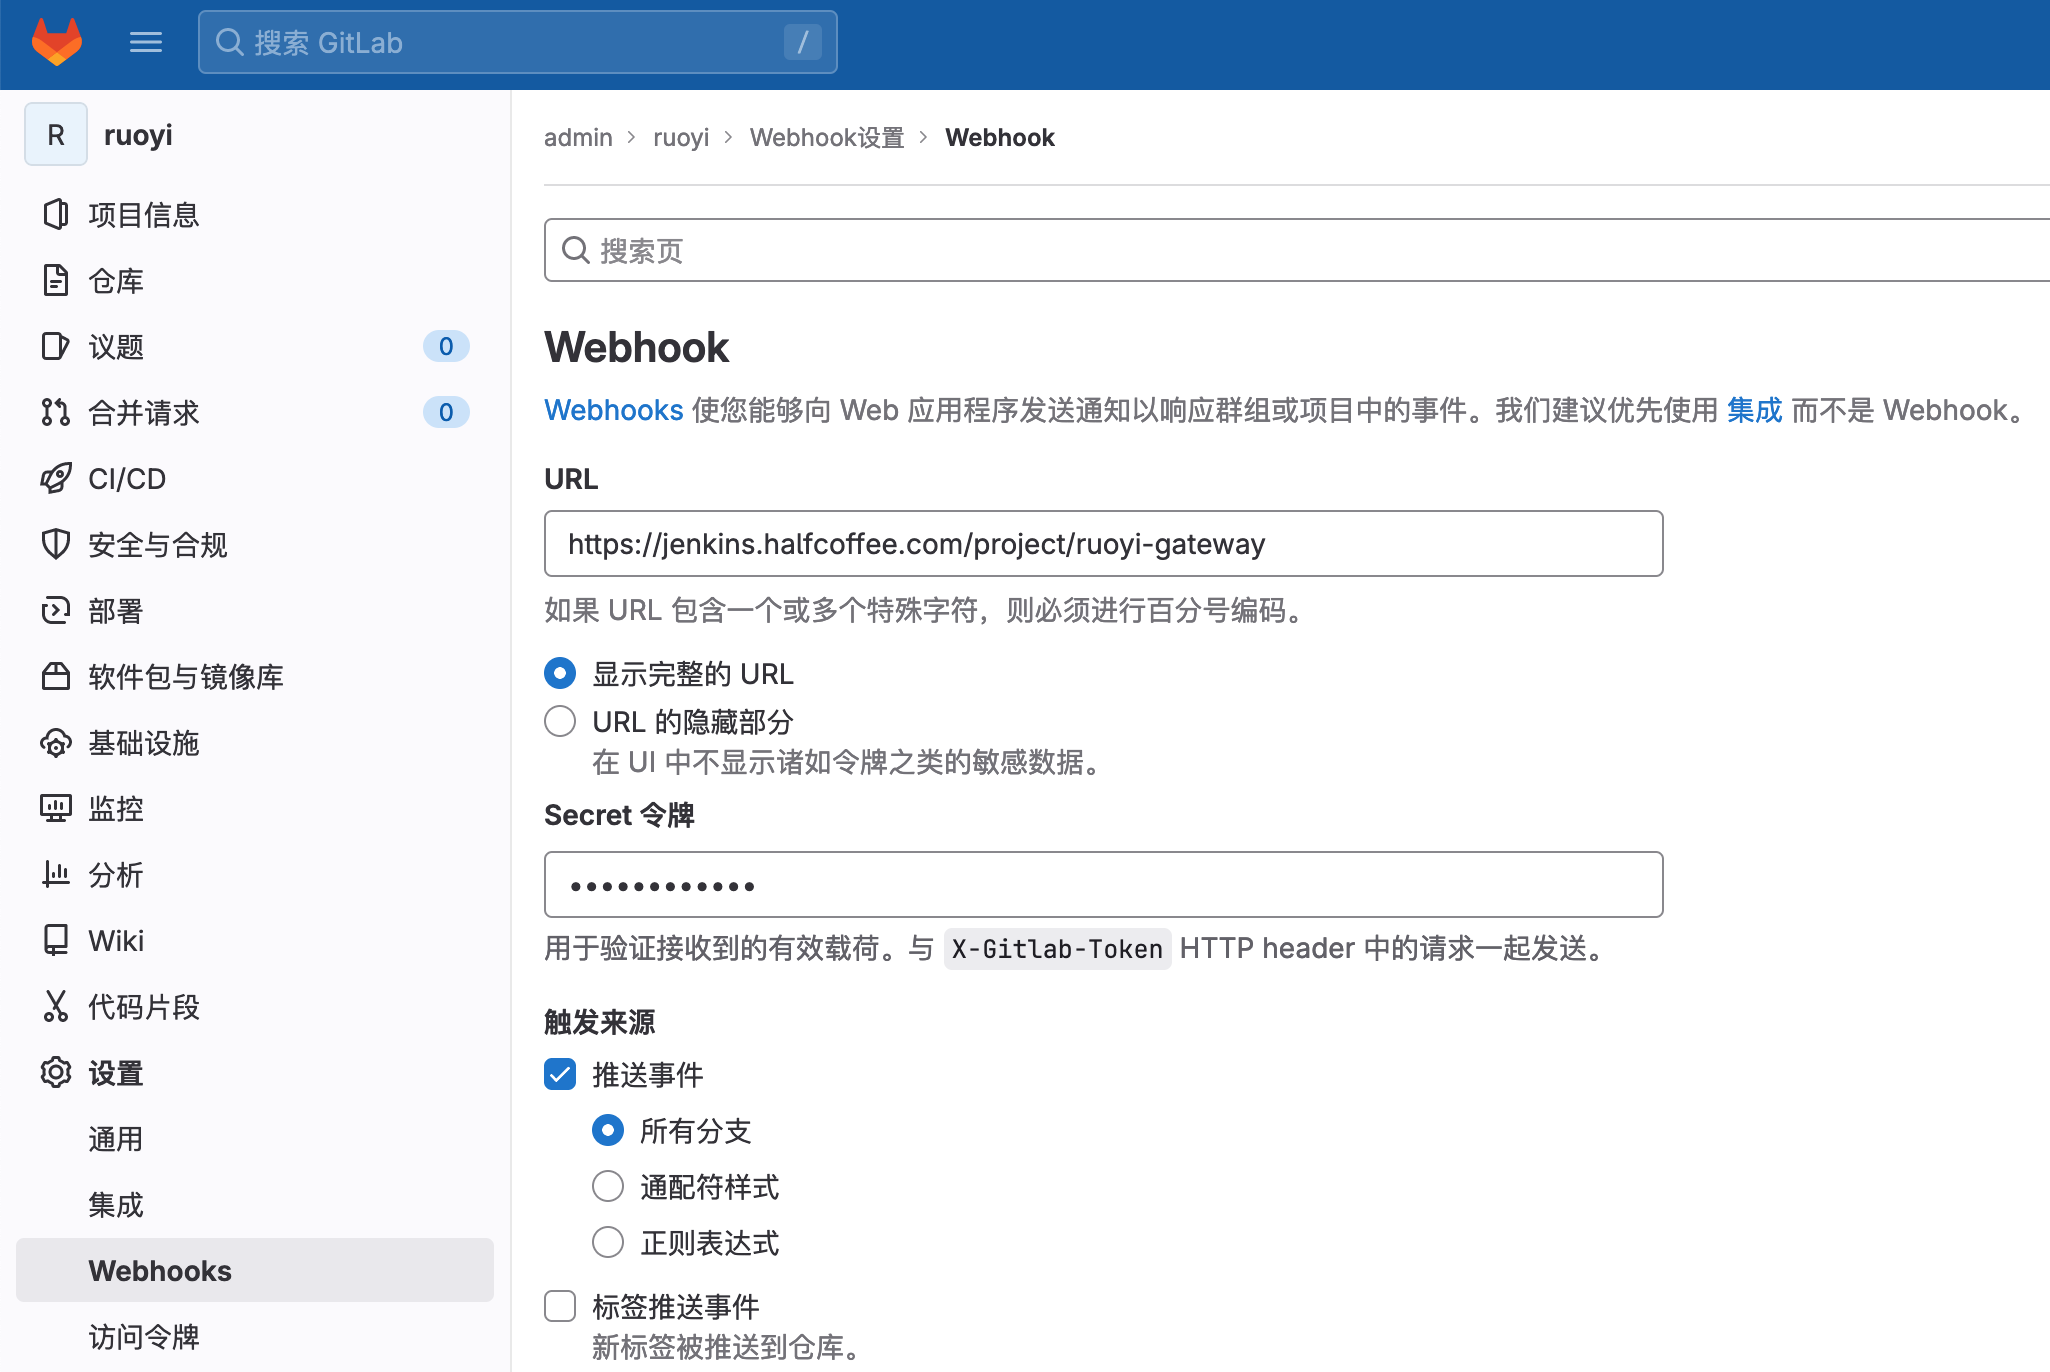 搜索 GitLab
/
R
ruoyi
项目信息
仓库
议题
0
合并请求
0
CI/CD
安全与合规
部署
软件包与镜像库
基础设施
监控
分析
Wiki
代码片段
设置
通用
集成
Webhooks
访问令牌
admin > ruoyi > Webhook设置 > Webhook
搜索页
Webhook
Webhooks 使您能够向 Web 应用程序发送通知以响应群组或项目中的事件。我们建议优先使用 集成 而不是 Webhook。
URL
https://jenkins.halfcoffee.com/project/ruoyi-gateway
如果 URL 包含一个或多个特殊字符，则必须进行百分号编码。
显示完整的 URL
URL 的隐藏部分
在 UI 中不显示诸如令牌之类的敏感数据。
Secret 令牌
••••••••••••
用于验证接收到的有效载荷。与 X-Gitlab-Token HTTP header 中的请求一起发送。
触发来源
推送事件
所有分支
通配符样式
正则表达式
标签推送事件
新标签被推送到仓库。